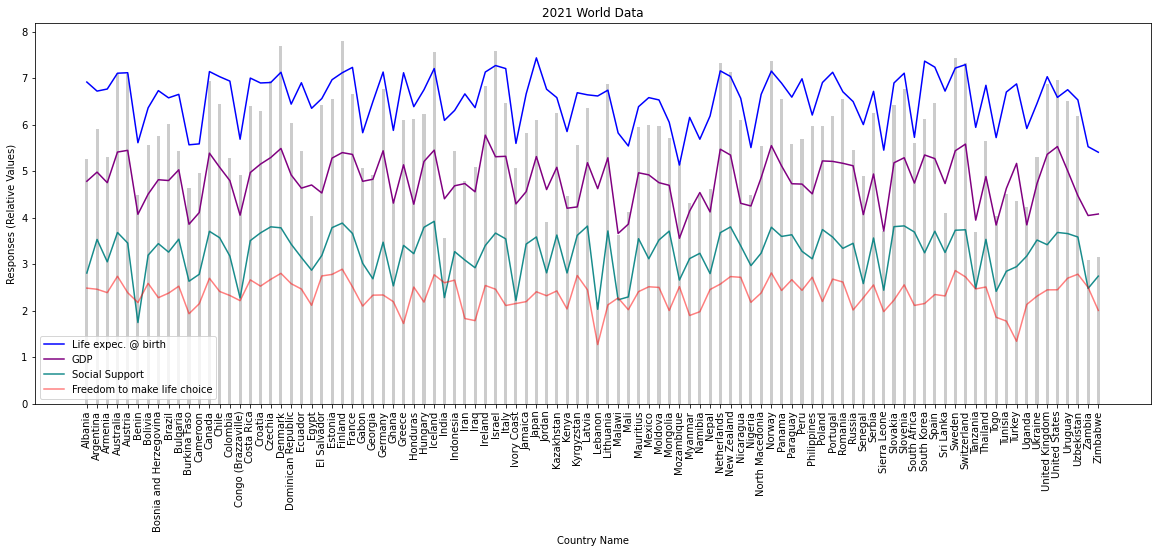 2021 World Data
Responses (Relative Values)
8
7
6
5
4
3
2
1
0
Life expec. @ birth
GDP
Social Support
Freedom to make life choice
Albania
Argentina
Armenia
Australia
Austria
Benin
Bolivia
Bosnia and Herzegovina
Brazil
Bulgaria
Burkina Faso
Cameroon
Canada
Chile
Colombia
Congo (Brazzaville)
Costa Rica
Croatia
Czechia
Denmark
Dominican Republic
Ecuador
Egypt
El Salvador
Estonia
Finland
France
Gabon
Georgia
Germany
Ghana
Greece
Honduras
Hungary
Iceland
India
Indonesia
Iran
Iraq
Ireland
Israel
Italy
Ivory Coast
Jamaica
Japan
Jordan
Kazakhstan
Kenya
Kyrgyzstan
Latvia
Lebanon
Lithuania
Malawi
Mali
Mauritius
Mexico
Moldova
Mongolia
Mozambique
Myanmar
Namibia
Nepal
Netherlands
New Zealand
Nicaragua
Nigeria
North Macedonia
Norway
Panama
Paraguay
Peru
Philippines
Poland
Portugal
Romania
Russia
Senegal
Serbia
Sierra Leone
Slovakia
Slovenia
South Africa
South Korea
Spain
Sri Lanka
Sweden
Switzerland
Tanzania
Thailand
Togo
Tunisia
Turkey
Uganda
Ukraine
United Kingdom
United States
Uruguay
Uzbekistan
Zambia
Zimbabwe
Country Name